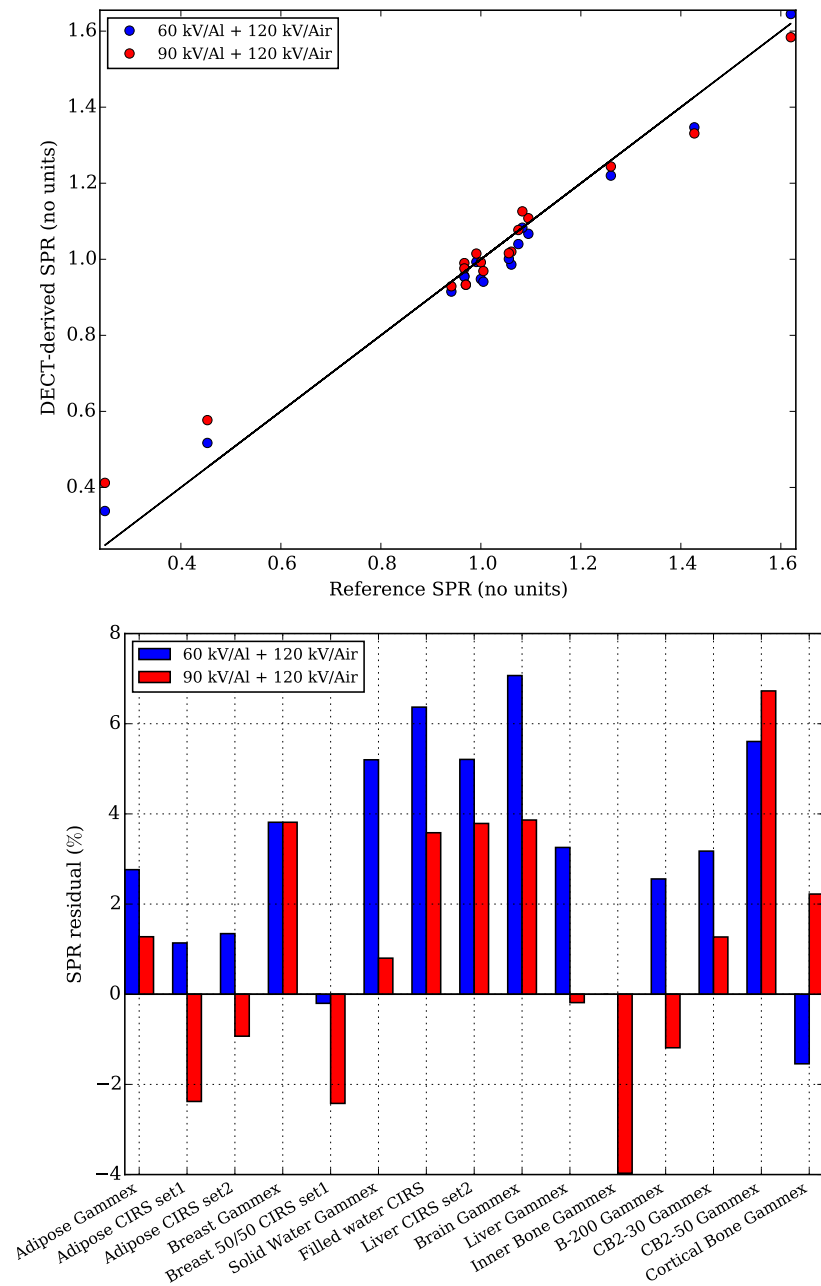 60 kV/Al + 120 kV/Air
90 kV/Al + 120 kV/Air
1.6
1.4
1.2
1.0
0.8
0.6
0.4
DECT-derived SPR (no units)
0.4 0.6 0.8 1.0 1.2 1.4 1.6
Reference SPR (no units)
60 kV/Al + 120 kV/Air
90 kV/Al + 120 kV/Air
8
6
4
2
0
−2
−4
SPR residual (%)
Adipose Gammex
Adipose CIRS set1
Adipose CIRS set2
Breast Gammex
Breast 50/50 CIRS set1
Solid Water Gammex
Filled water CIRS
Liver CIRS set2
Brain Gammex
Liver Gammex
Inner Bone Gammex
B-200 Gammex
CB2-30 Gammex
CB2-50 Gammex
Cortical Bone Gammex